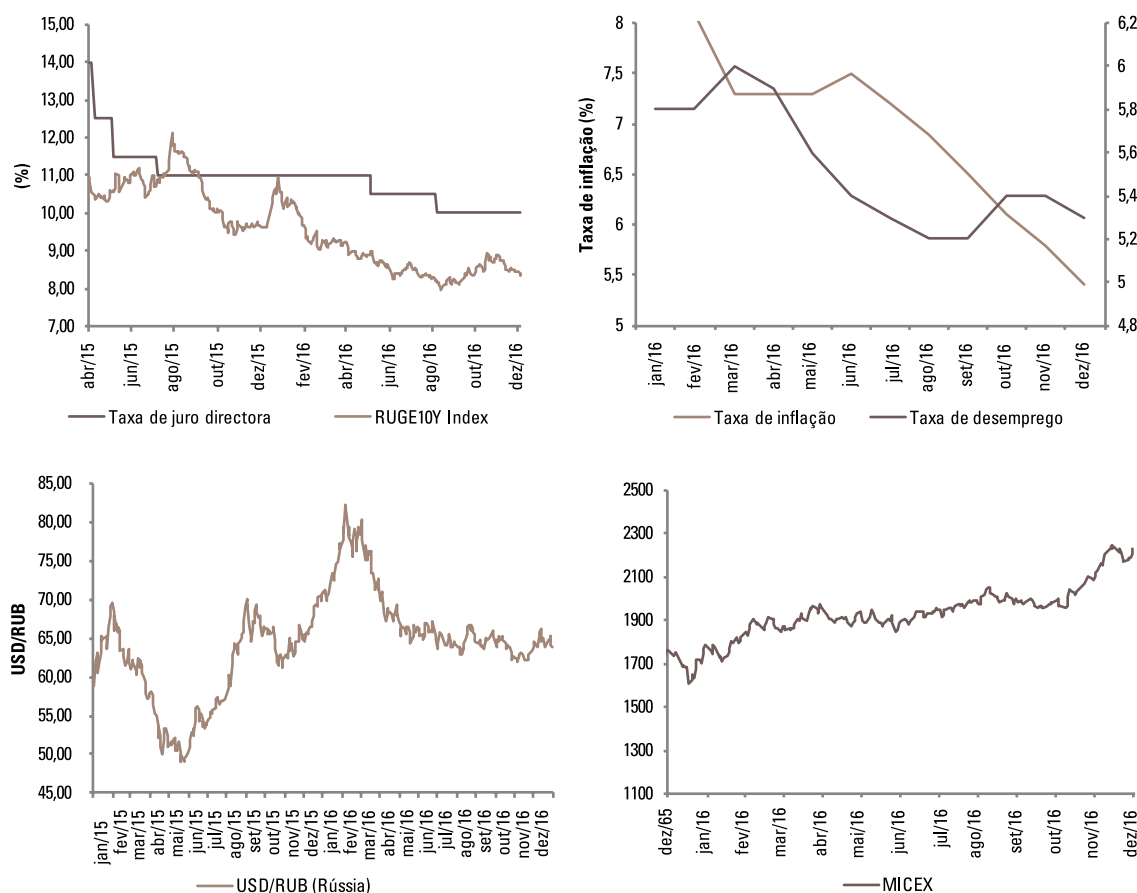 15,00
14,00
13,00
12,00
11,00
10,00
9,00
8,00
7,00
(%)
abr/15
jun/15
ago/15
out/15
dez/15
fev/16
abr/16
jun/16
ago/16
out/16
dez/16
Taxa de juro directora
RUGE10Y Index
8
7,5
7
6,5
6
5,5
5
Taxa de inflação (%)
6,2
6
5,8
5,6
5,4
5,2
5
4,8
jan/16
fev/16
mar/16
abr/16
mai/16
jun/16
jul/16
ago/16
set/16
out/16
nov/16
dez/16
Taxa de inflação
Taxa de desemprego
85,00
80,00
75,00
70,00
65,00
60,00
55,00
50,00
45,00
USD/RUB
jan/15
fev/15
mar/15
abr/15
mai/15
jun/15
jul/15
ago/15
set/15
out/15
nov/15
dez/15
jan/16
fev/16
mar/16
abr/16
mai/16
jun/16
jul/16
ago/16
set/16
out/16
nov/16
dez/16
USD/RUB (Rússia)
2500
2300
2100
1900
1700
1500
1300
1100
dez/65
jan/16
fev/16
mar/16
abr/16
mai/16
jun/16
jul/16
ago/16
set/16
out/16
nov/16
dez/16
MICEX